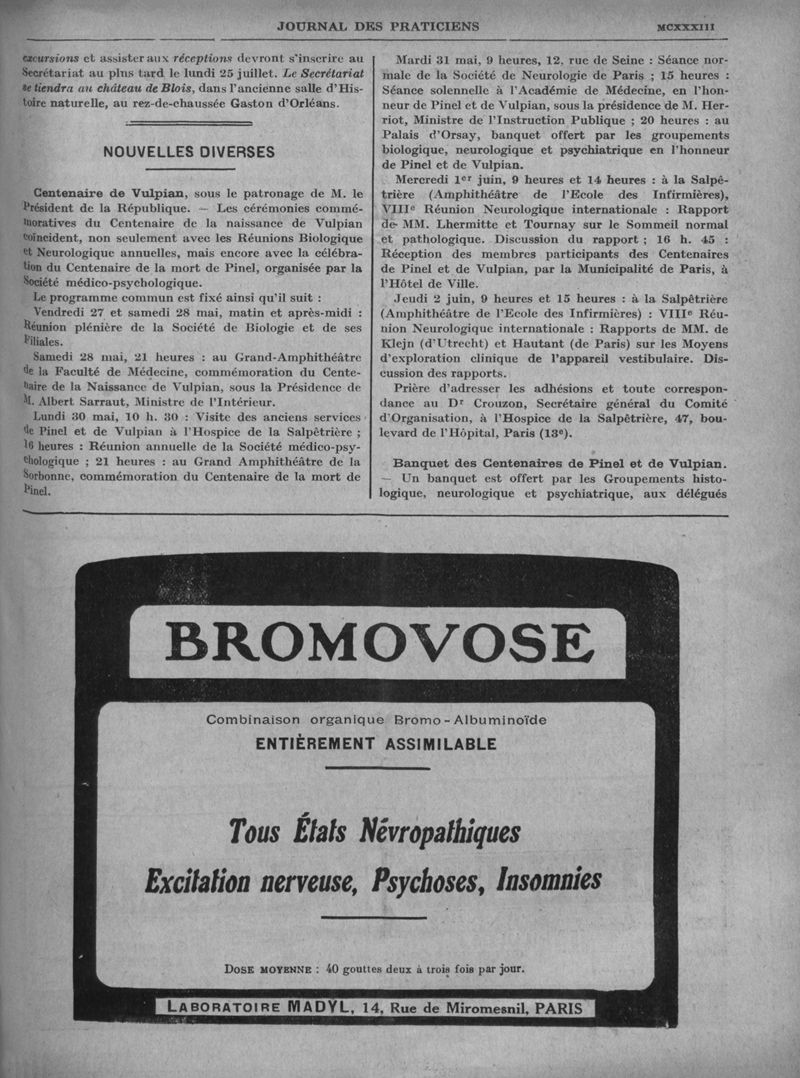 JOURNAL DES PRATICIENS
MCXXXIII
excursions et assister aux réceptions devront s'inscrire au
Secrétariat au plus tard le lundi 25 juillet. Le Secrétariat
se tiendra au château de Blois, dans l'ancienne salle d'His-
toire naturelle, au rez-de-chaussée Gaston d'Orléans.
NOUVELLES DIVERSES
Centenaire de Vulpian, sous le patronage de M. le
Président de la République. — Les cérémonies commé-
moratives du Centenaire de la naissance de Vulpian
coïncident, non seulement avec les Réunions Biologique
et Neurologique annuelles, mais encore avec la célébra-
tion du Centenaire de la mort de Pinel, organisée par la
Société médico-psychologique.
Le programme commun est fixé ainsi qu'il suit :
Vendredi 27 et samedi 28 mai, matin et après-midi :
Réunion plénière de la Société de Biologie et de ses
Filiales.
Samedi 28 mai, 21 heures : au Grand-Amphithéâtre
de la Faculté de Médecine, commémoration du Cente-
naire de la Naissance de Vulpian, sous la Présidence de
M. Albert Sarraut, Ministre de l'Intérieur.
Lundi 30 mai, 10 h. 30 : Visite des anciens services
de Pinel et de Vulpian à l'Hospice de la Salpêtrière ;
16 heures : Réunion annuelle de la Société médico-psy-
chologique ; 21 heures : au Grand Amphithéâtre de la
Sorbonne, commémoration du Centenaire de la mort de
Pinel.
Mardi 31 mai, 9 heures, 12, rue de Seine : Séance nor-
male de la Société de Neurologie de Paris ; 15 heures :
Séance solennelle à l'Académie de Médecine, en l'hon-
neur de Pinel et de Vulpian, sous la présidence de M. Her-
riot, Ministre de l'Instruction Publique ; 20 heures : au
Palais d'Orsay, banquet offert par les groupements
biologique, neurologique et psychiatrique en l'honneur
de Pinel et de Vulpian.
Mercredi 1er juin, 9 heures et 14 heures : à la Salpê-
trière (Amphithéâtre de l'Ecole des Infirmières),
VIIIe Réunion Neurologique internationale : Rapport
de MM. Lhermitte et Tournay sur le Sommeil normal
et pathologique. Discussion du rapport ; 16 h. 45 :
Réception des membres participants des Centenaires
de Pinel et de Vulpian, par la Municipalité de Paris, à
l'Hôtel de Ville.
Jeudi 2 juin, 9 heures et 15 heures : à la Salpêtrière
(Amphithéâtre de l'Ecole des Infirmières) : VIIIe Réu-
nion Neurologique internationale : Rapports de MM. de
Klejn (d'Utrecht) et Hautant (de Paris) sur les Moyens
d'exploration clinique de l'appareil vestibulaire. Dis-
cussion des rapports.
Prière d'adresser les adhésions et toute correspon-
dance au Dr Crouzon, Secrétaire général du Comité
d'Organisation, à l'Hospice de la Salpêtrière, 47, bou-
levard de l'Hôpital, Paris (13e).
Banquet des Centenaires de Pinel et de Vulpian.
— Un banquet est offert par les Groupements histo-
logique, neurologique et psychiatrique, aux délégués
BROMOVOSE
Combinaison organique Bromo-Albuminoïde
ENTIÈREMENT ASSIMILABLE
Tous États Névropathiques
Excitation nerveuse, Psychoses, Insomnies
DOSE MOYENNE : 40 gouttes deux à trois fois par jour.
LABORATOIRE MADYL, 14, Rue de Miromesnil, PARIS